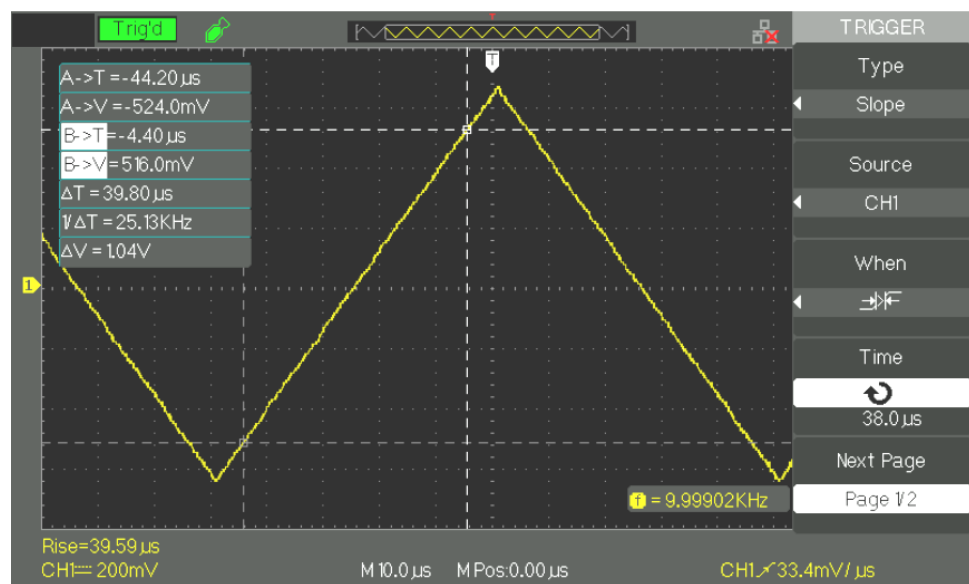 Trig'd
T
TRIGGER
Type
Slope
Source
CH1
When
Time
38.0µs
Next Page
Page 1/2
A->T =-44.20µs
A->V =-524.0mV
B->T=-4.40µs
B->V=516.0mV
ΔT = 39.80µs
1/ΔT = 25.13KHz
ΔV = 1.04V
1
f = 9.99902KHz
Rise=39.59µs
CH1 200mV
M 10.0µs
M Pos:0.00µs
CH1 33.4mV/µs